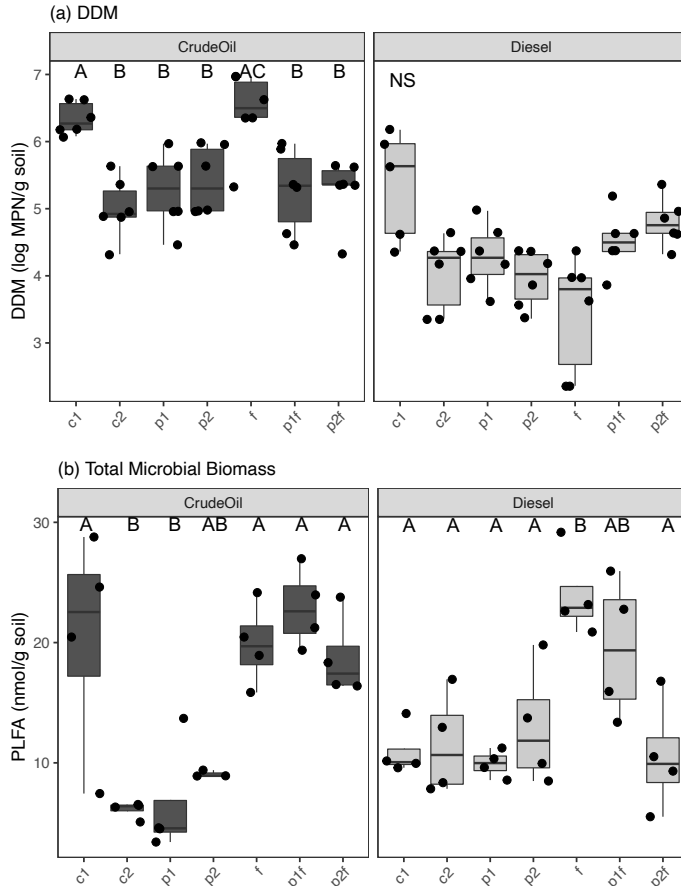 (a) DDM
CrudeOil Diesel
A B B B AC B B NS
7
6
5
4
3
DDM (log MPN/g soil)
c1 c2 p1 p2 f p1f p2f c1 c2 p1 p2 f p1f p2f
(b) Total Microbial Biomass
CrudeOil Diesel
A B B AB A A A A A A A B AB A
30
20
10
PLFA (nmol/g soil)
c1 c2 p1 p2 f p1f p2f c1 c2 p1 p2 f p1f p2f